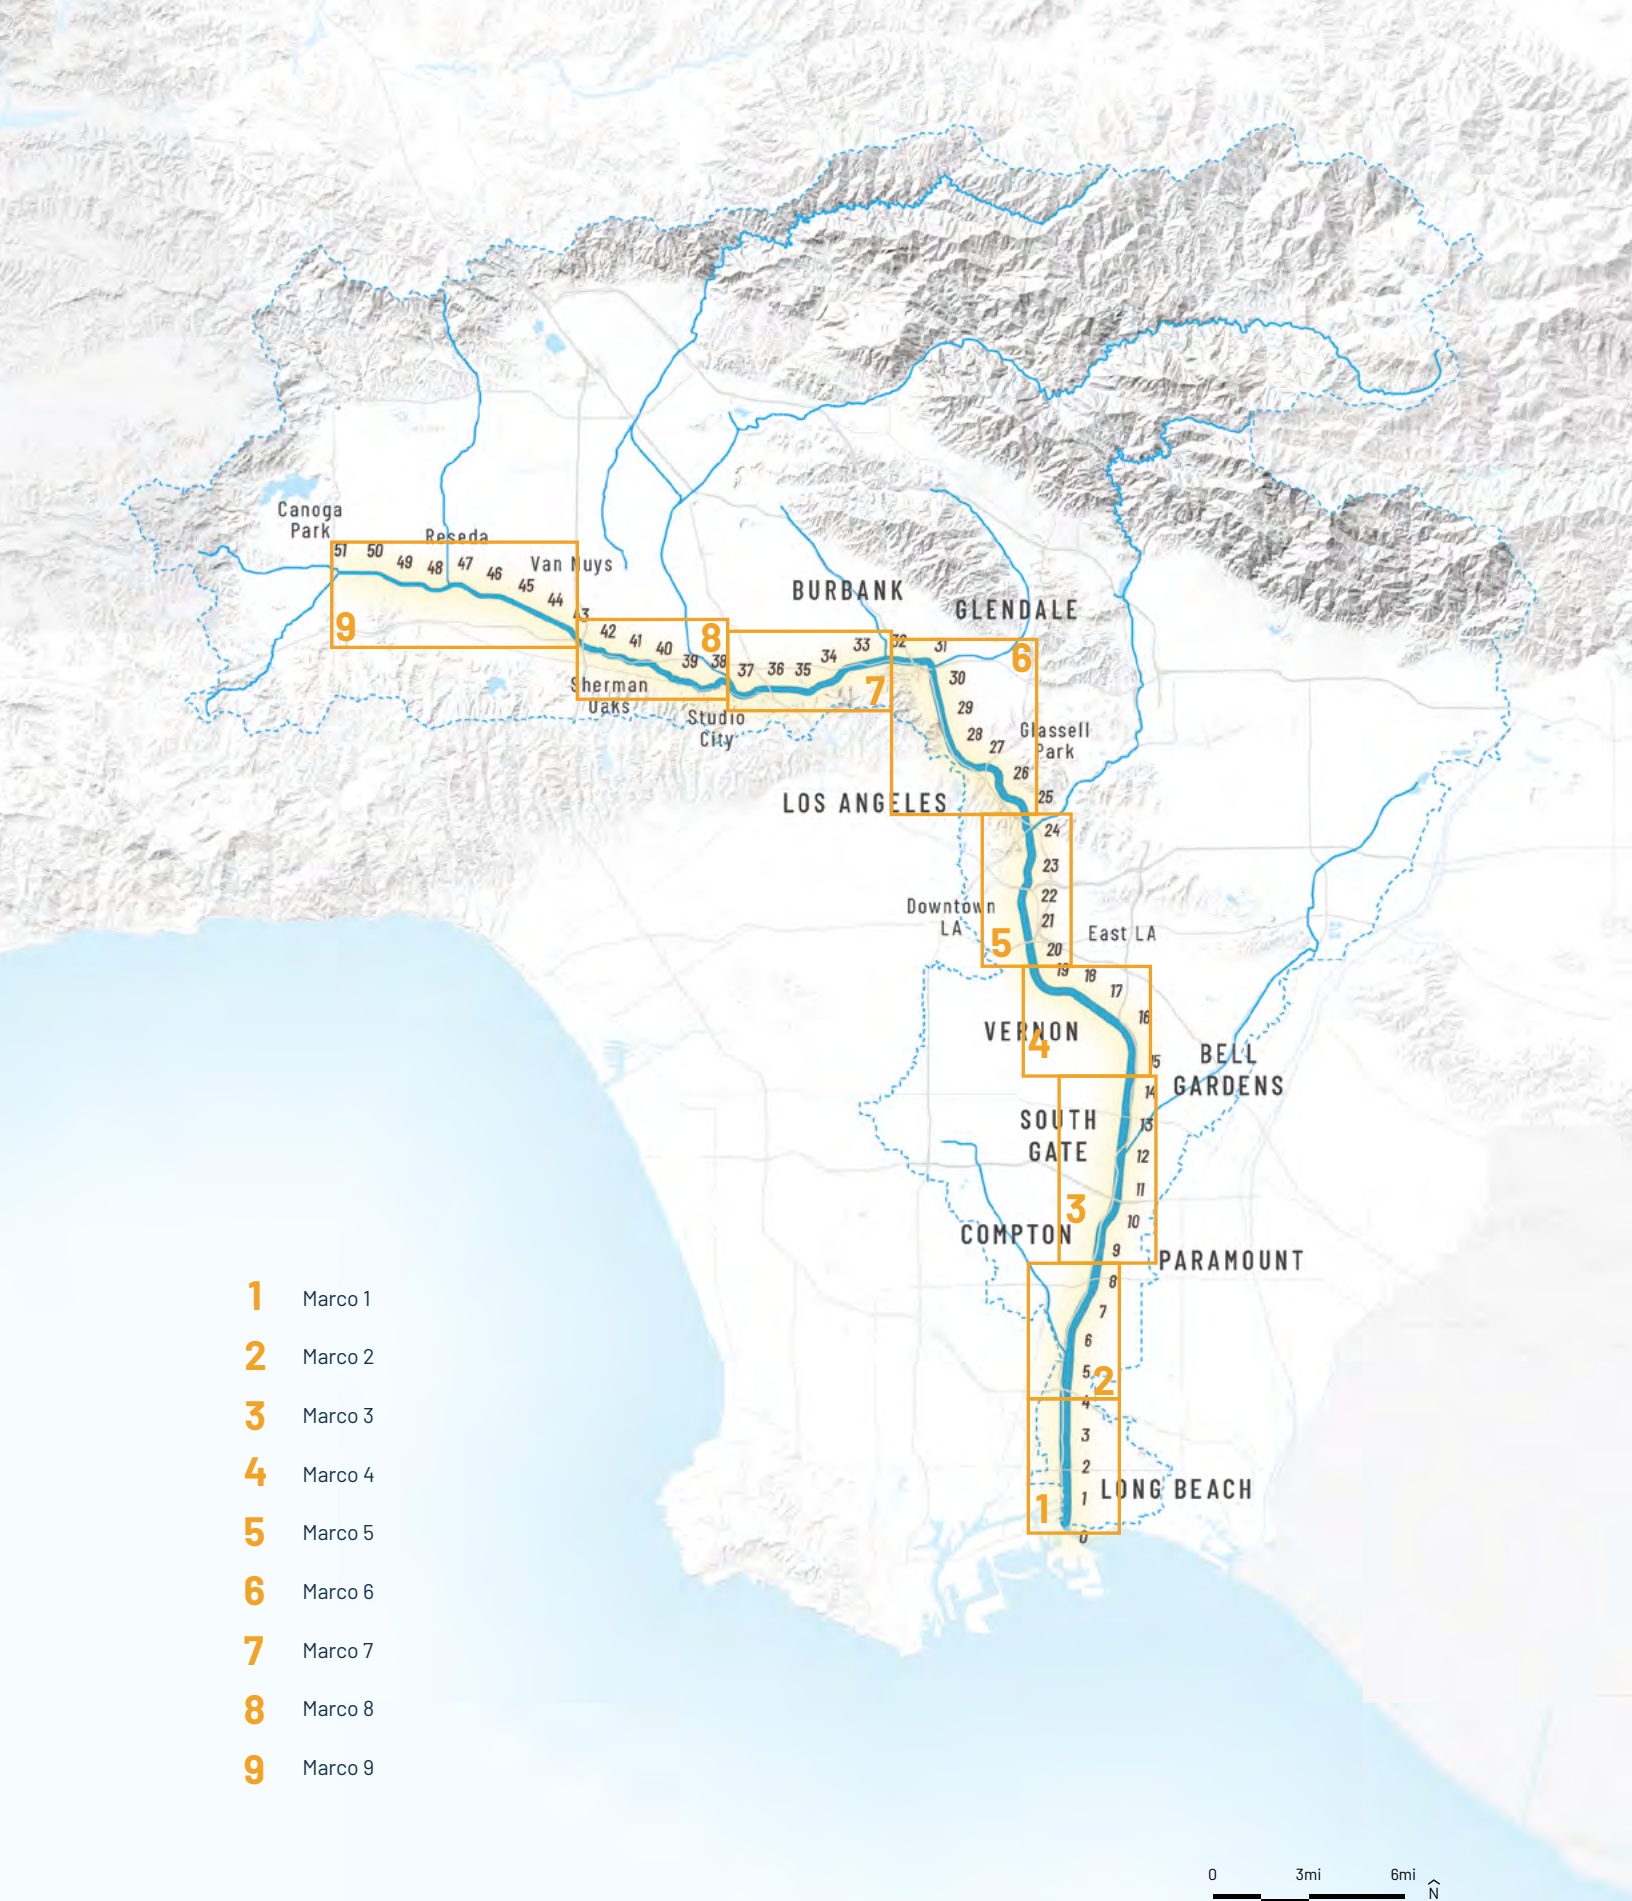 Canoga
Park
Reseda
Van Nuys
51
50
49
48
47
46
45
44
43
9
BURBANK
GLENDALE
42
41
40
39
38
8
Sherman
Oaks
Studio
City
37
36
35
34
33
7
32
31
6
30
29
28
27
26
25
Glassell
Park
LOS ANGELES
24
23
22
21
20
5
Downtown
LA
East LA
19
18
17
16
15
VERNON
4
BELL
GARDENS
14
13
12
11
10
9
3
SOUTH
GATE
COMPTON
PARAMOUNT
8
7
6
5
2
4
3
2
1
0
1
LONG BEACH
1 Marco 1
2 Marco 2
3 Marco 3
4 Marco 4
5 Marco 5
6 Marco 6
7 Marco 7
8 Marco 8
9 Marco 9
0 3mi 6mi
N